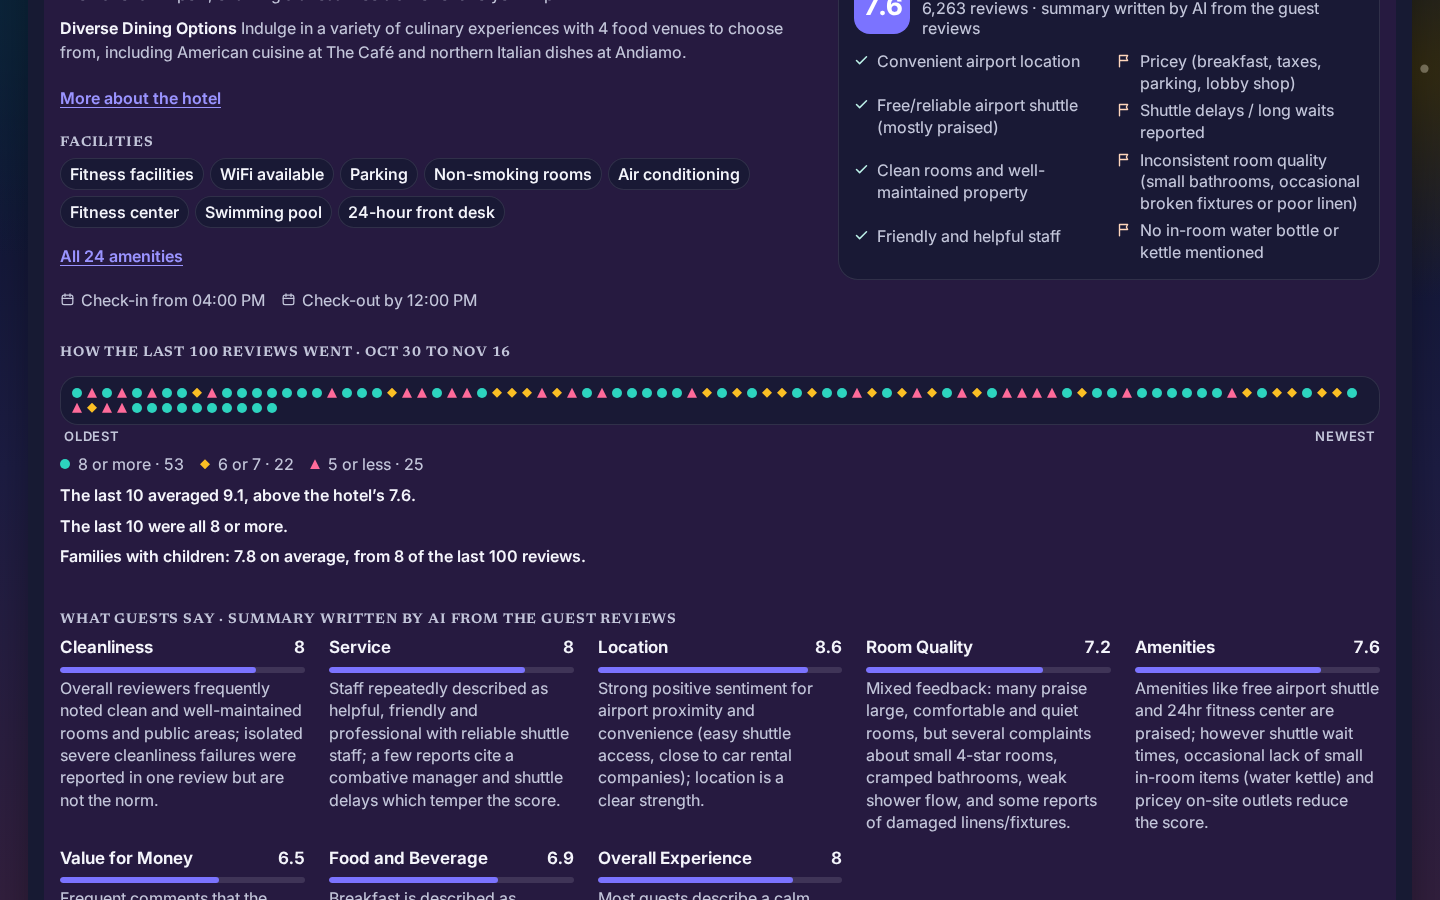 Diverse Dining Options Indulge in a variety of culinary experiences with 4 food venues to choose
from, including American cuisine at The Café and northern Italian dishes at Andiamo.
More about the hotel
FACILITIES
Fitness facilities
WiFi available
Parking
Non-smoking rooms
Air conditioning
Fitness center
Swimming pool
24-hour front desk
All 24 amenities
Check-in from 04:00 PM
Check-out by 12:00 PM
7.6
6,263 reviews · summary written by AI from the guest
reviews
Convenient airport location
Free/reliable airport shuttle
(mostly praised)
Clean rooms and well-
maintained property
Friendly and helpful staff
Pricey (breakfast, taxes,
parking, lobby shop)
Shuttle delays / long waits
reported
Inconsistent room quality
(small bathrooms, occasional
broken fixtures or poor linen)
No in-room water bottle or
kettle mentioned
HOW THE LAST 100 REVIEWS WENT · OCT 30 TO NOV 16
OLDEST
NEWEST
8 or more · 53
6 or 7 · 22
5 or less · 25
The last 10 averaged 9.1, above the hotel’s 7.6.
The last 10 were all 8 or more.
Families with children: 7.8 on average, from 8 of the last 100 reviews.
WHAT GUESTS SAY · SUMMARY WRITTEN BY AI FROM THE GUEST REVIEWS
Cleanliness 8
Overall reviewers frequently
noted clean and well-maintained
rooms and public areas; isolated
severe cleanliness failures were
reported in one review but are
not the norm.
Service 8
Staff repeatedly described as
helpful, friendly and
professional with reliable shuttle
staff; a few reports cite a
combative manager and shuttle
delays which temper the score.
Location 8.6
Strong positive sentiment for
airport proximity and
convenience (easy shuttle
access, close to car rental
companies); location is a
clear strength.
Room Quality 7.2
Mixed feedback: many praise
large, comfortable and quiet
rooms, but several complaints
about small 4-star rooms,
cramped bathrooms, weak
shower flow, and some reports
of damaged linens/fixtures.
Amenities 7.6
Amenities like free airport shuttle
and 24hr fitness center are
praised; however shuttle wait
times, occasional lack of small
in-room items (water kettle) and
pricey on-site outlets reduce
the score.
Value for Money 6.5
Frequent comments that the
Food and Beverage 6.9
Breakfast is described as
Overall Experience 8
Most guests describe a calm